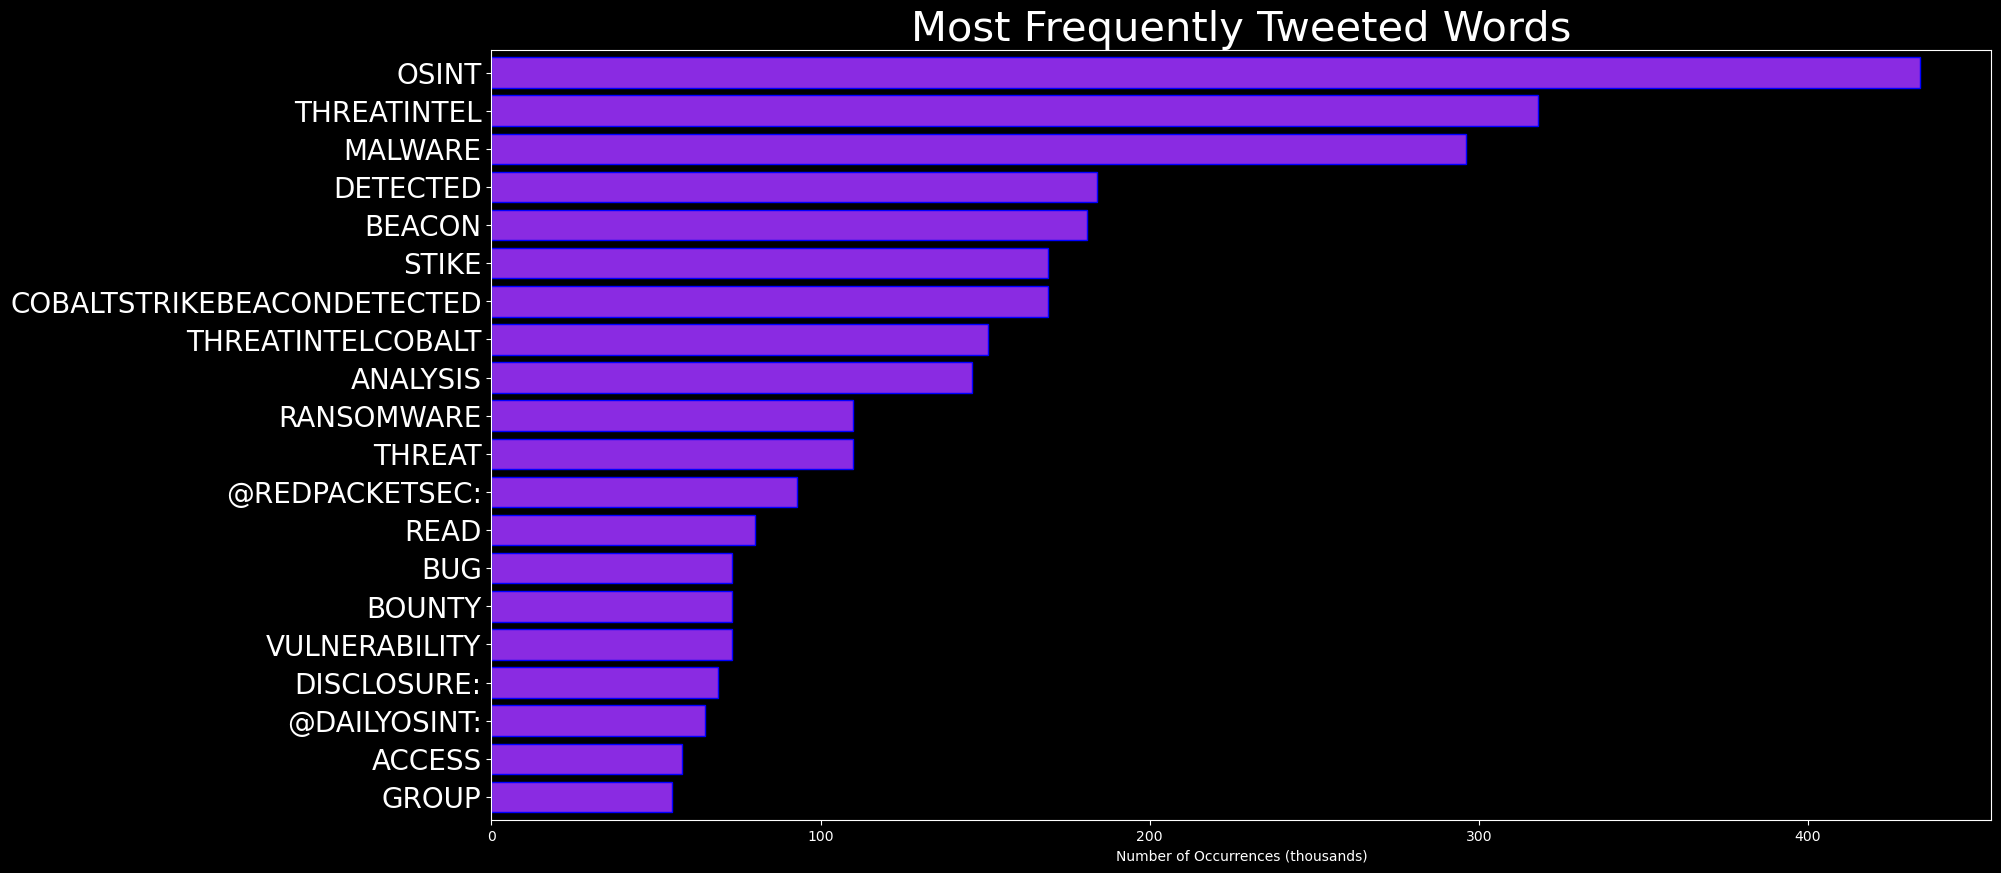 Most Frequently Tweeted Words
OSINT
THREATINTEL
MALWARE
DETECTED
BEACON
STIKE
COBALTSTRIKEBEACONDETECTED
THREATINTELCOBALT
ANALYSIS
RANSOMWARE
THREAT
@REDPACKETSEC:
READ
BUG
BOUNTY
VULNERABILITY
DISCLOSURE:
@DAILYOSINT:
ACCESS
GROUP
0 100 200 300 400
Number of Occurrences (thousands)